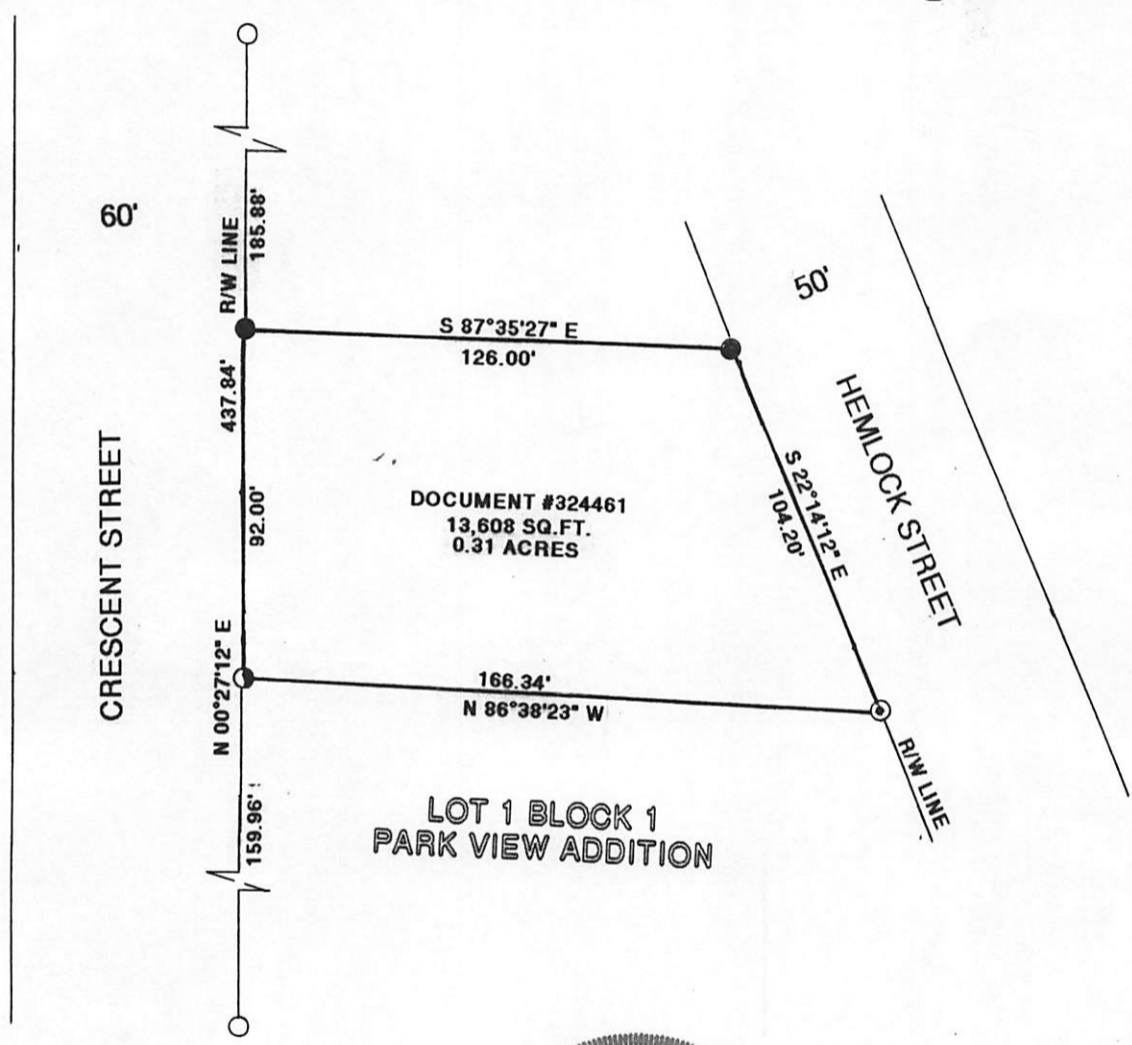 60'
R/W LINE
185.88'
437.84'
92.00'
N 00°27'12" E
159.96'
CRESCENT STREET
S 87°35'27" E
126.00'
50'
HEMLOCK STREET
S 22°14'12" E
104.20'
DOCUMENT #324461
13,608 SQ.FT.
0.31 ACRES
166.34'
N 86°38'23" W
R/W LINE
LOT 1 BLOCK 1
PARK VIEW ADDITION